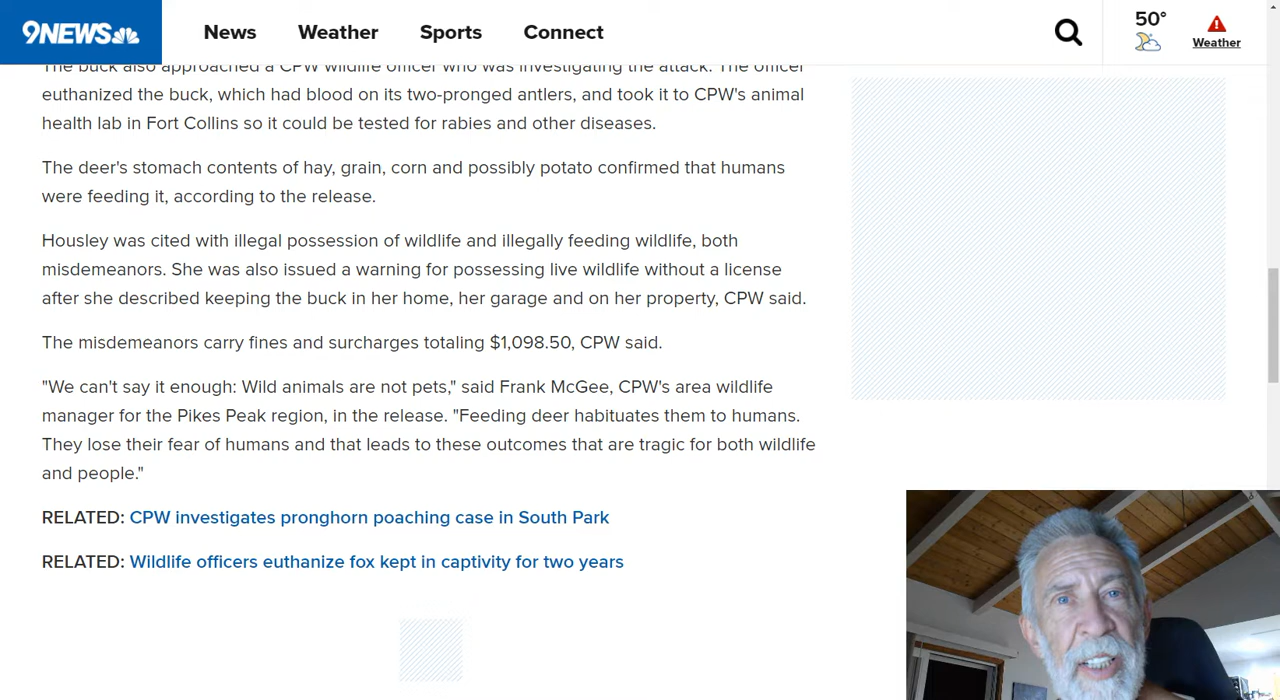 9NEWS
News
Weather
Sports
Connect
50°
Weather
The buck also approached a CPW wildlife officer who was investigating the attack. The officer
euthanized the buck, which had blood on its two-pronged antlers, and took it to CPW's animal
health lab in Fort Collins so it could be tested for rabies and other diseases.
The deer's stomach contents of hay, grain, corn and possibly potato confirmed that humans
were feeding it, according to the release.
Housley was cited with illegal possession of wildlife and illegally feeding wildlife, both
misdemeanors. She was also issued a warning for possessing live wildlife without a license
after she described keeping the buck in her home, her garage and on her property, CPW said.
The misdemeanors carry fines and surcharges totaling $1,098.50, CPW said.
"We can't say it enough: Wild animals are not pets," said Frank McGee, CPW's area wildlife
manager for the Pikes Peak region, in the release. "Feeding deer habituates them to humans.
They lose their fear of humans and that leads to these outcomes that are tragic for both wildlife
and people."
RELATED: CPW investigates pronghorn poaching case in South Park
RELATED: Wildlife officers euthanize fox kept in captivity for two years